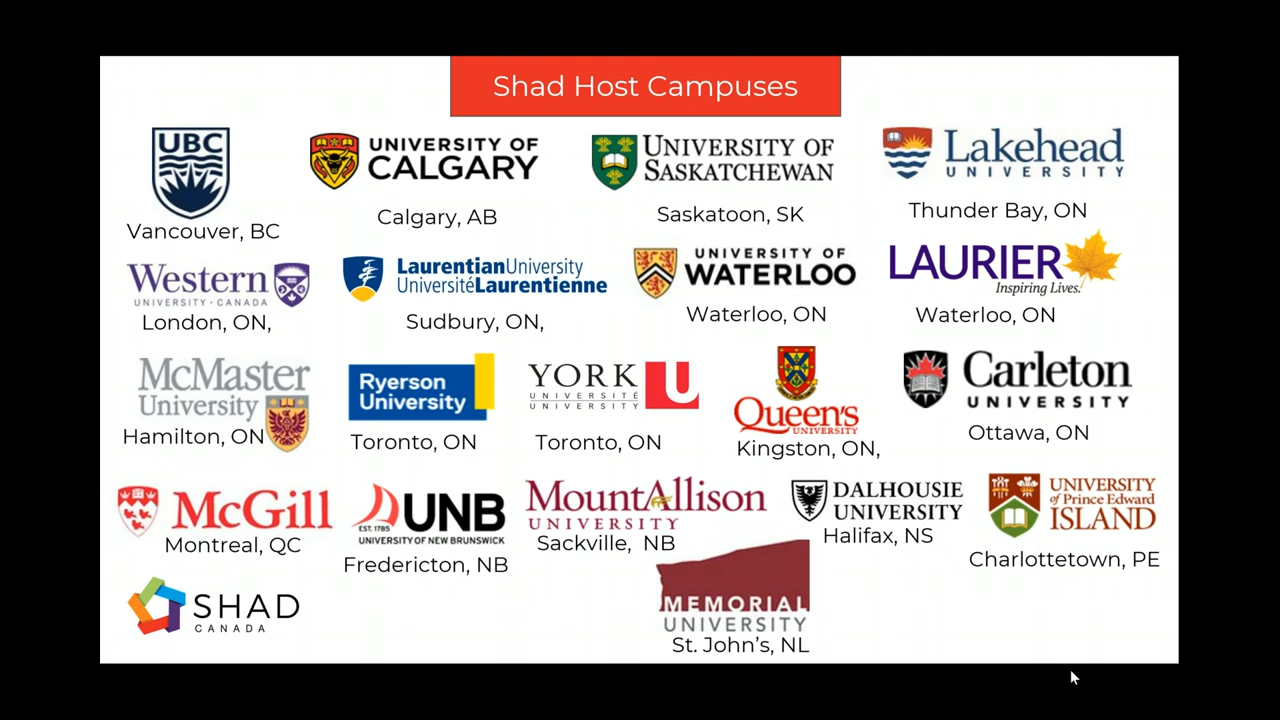 Shad Host Campuses
UBC
Vancouver, BC
UNIVERSITY OF
CALGARY
Calgary, AB
UNIVERSITY OF
SASKATCHEWAN
Saskatoon, SK
Lakehead
UNIVERSITY
Thunder Bay, ON
Western
UNIVERSITY · CANADA
London, ON,
LaurentianUniversity
UniversitéLaurentienne
Sudbury, ON,
UNIVERSITY OF
WATERLOO
Waterloo, ON
LAURIER
Inspiring Lives.
Waterloo, ON
McMaster
University
Hamilton, ON
Ryerson
University
Toronto, ON
YORK
UNIVERSITÉ
UNIVERSITY
U
Toronto, ON
Queen's
UNIVERSITY
Kingston, ON,
Carleton
UNIVERSITY
Ottawa, ON
McGill
Montreal, QC
EST. 1785
UNB
UNIVERSITY OF NEW BRUNSWICK
Fredericton, NB
MountAllison
UNIVERSITY
Sackville, NB
DALHOUSIE
UNIVERSITY
Halifax, NS
UNIVERSITY
of Prince Edward
ISLAND
Charlottetown, PE
SHAD
CANADA
MEMORIAL
UNIVERSITY
St. John's, NL